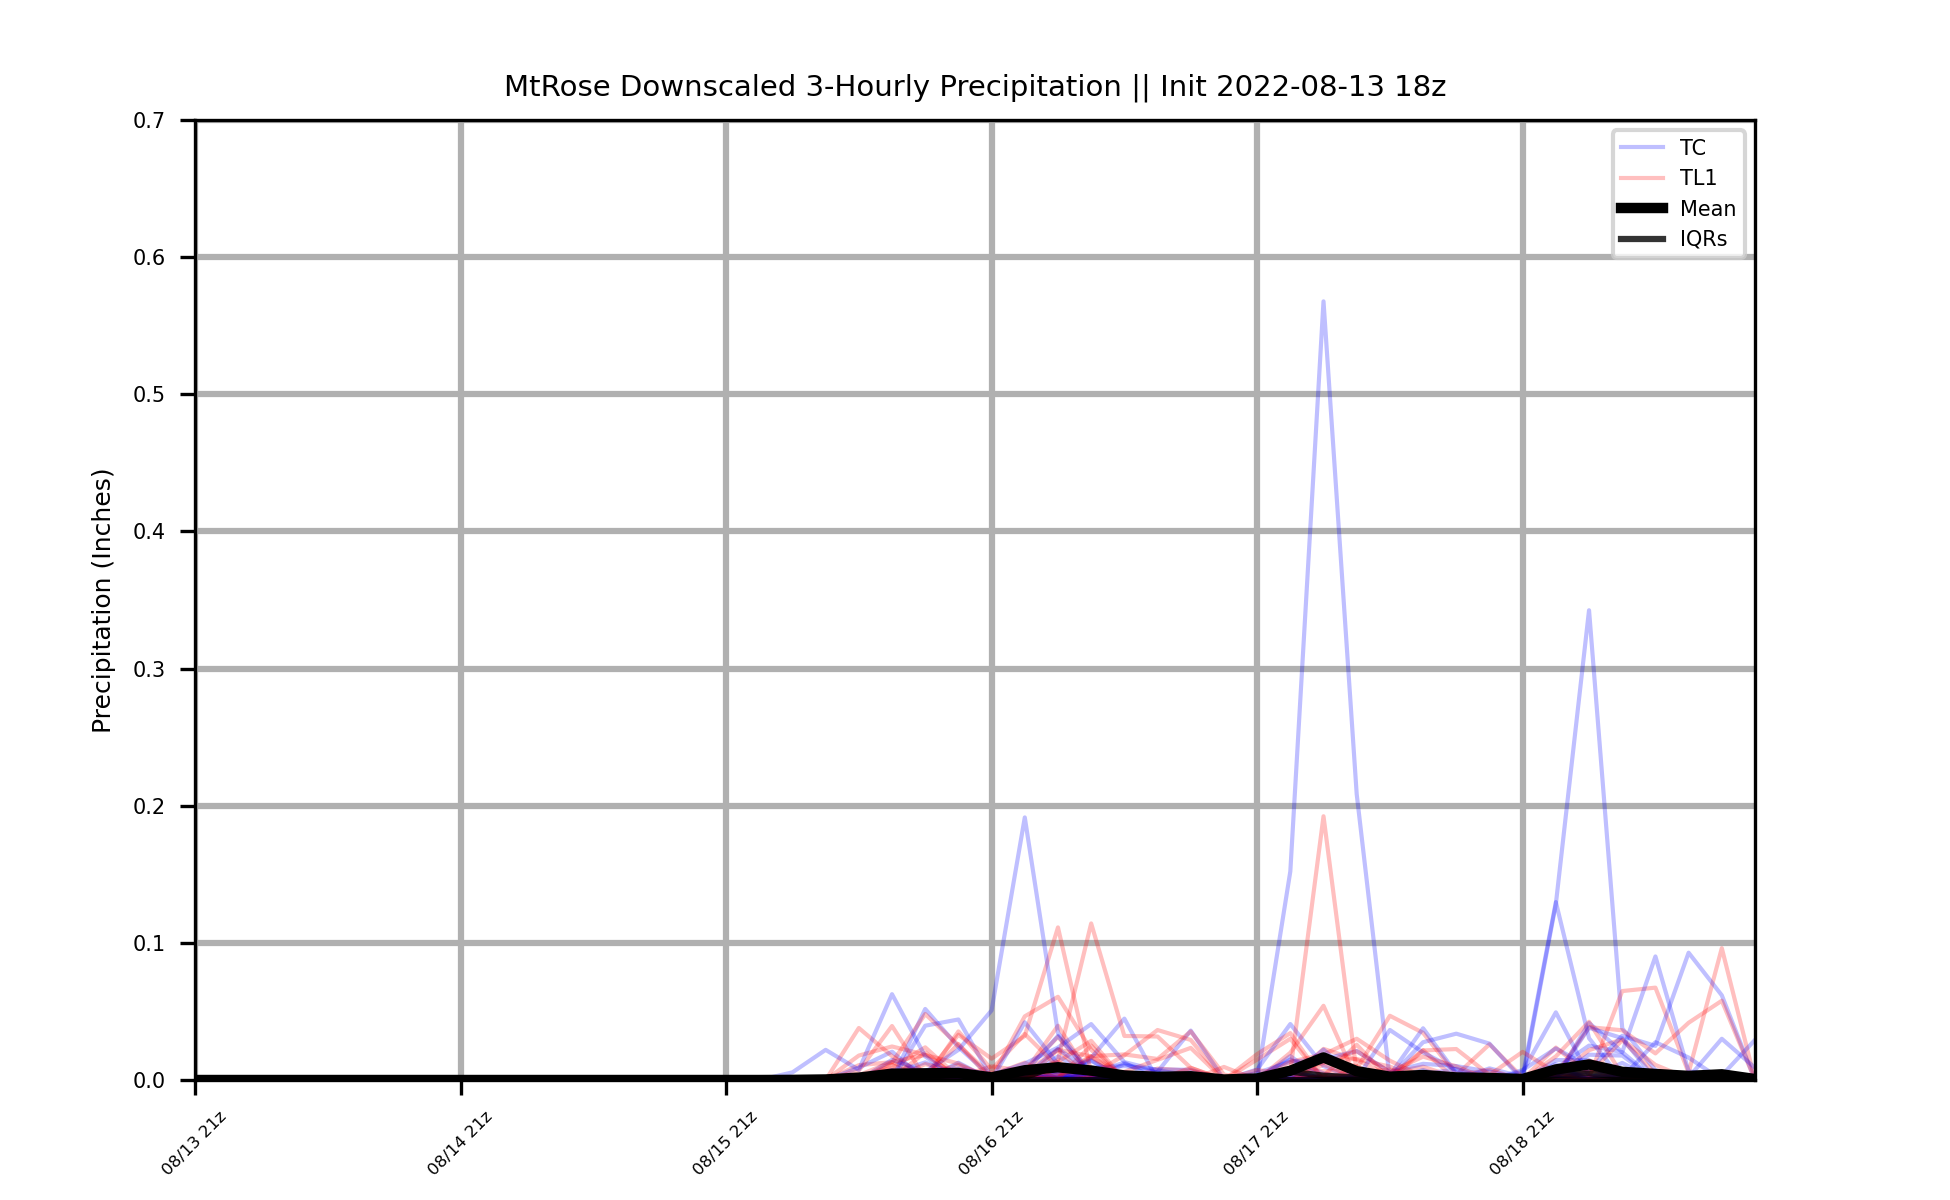 MtRose Downscaled 3-Hourly Precipitation || Init 2022-08-13 18z
TC
TL1
Mean
IQRs
Precipitation (Inches)
0.7
0.6
0.5
0.4
0.3
0.2
0.1
0.0
08/13 21z
08/14 21z
08/15 21z
08/16 21z
08/17 21z
08/18 21z